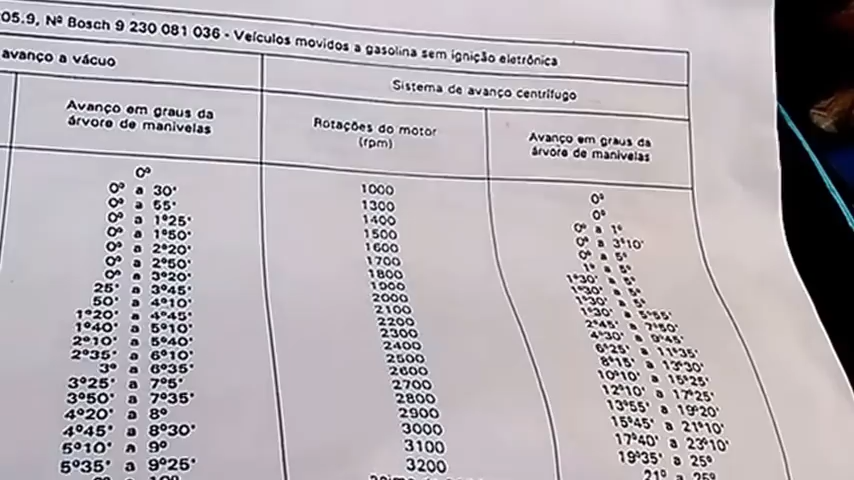 05.9, Nº Bosch 9 230 081 036 - Veículos movidos a gasolina sem ignição eletrônica
avanço a vácuo
Sistema de avanço centrífugo
Avanço em graus da
árvore de manivelas
0º
0º a 30'
0º a 55'
0º a 1º25'
0º a 1º50'
0º a 2º20'
0º a 2º50'
0º a 3º20'
25' a 3º45'
50' a 4º10'
1º20' a 4º45'
1º40' a 5º10'
2º10' a 5º40'
2º35' a 6º10'
3º a 6º35'
3º25' a 7º5'
3º50' a 7º35'
4º20' a 8º
4º45' a 8º30'
5º10' a 9º
5º35' a 9º25'
Rotações do motor
(rpm)
1000
1300
1400
1500
1600
1700
1800
1900
2000
2100
2200
2300
2400
2500
2600
2700
2800
2900
3000
3100
3200
Avanço em graus da
árvore de manivelas
0º
0º
0º a 1º
0º a 3º10'
0º a 5º
1º a 5º
1º30' a 5º
1º30' a 5º
1º30' a 5º
1º30' a 5º55'
2º45' a 7º50'
4º30' a 9º45'
6º25' a 11º35'
8º15' a 13º30'
10º10' a 15º25'
12º10' a 17º25'
13º55' a 19º20'
15º45' a 21º10'
17º40' a 23º10'
19º35' a 25º
21º a 25º